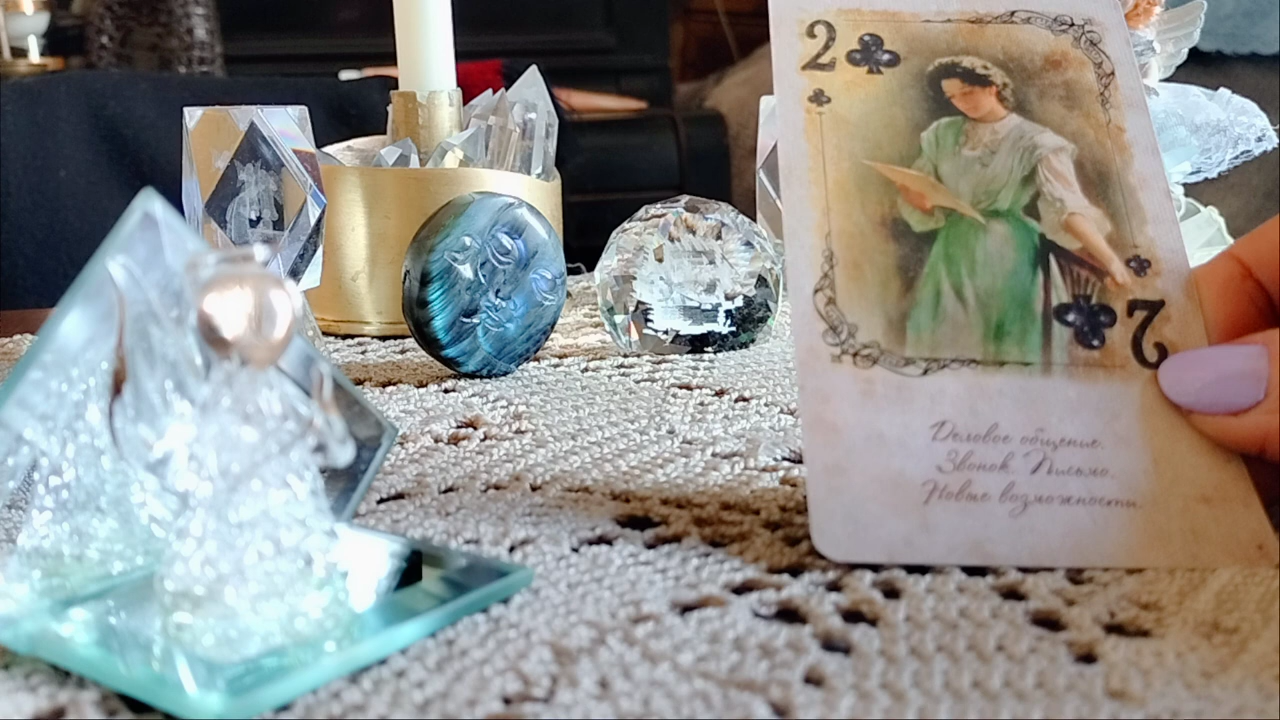 2
Деловое общение.
Звонок. Письмо.
Новые возможности.
2